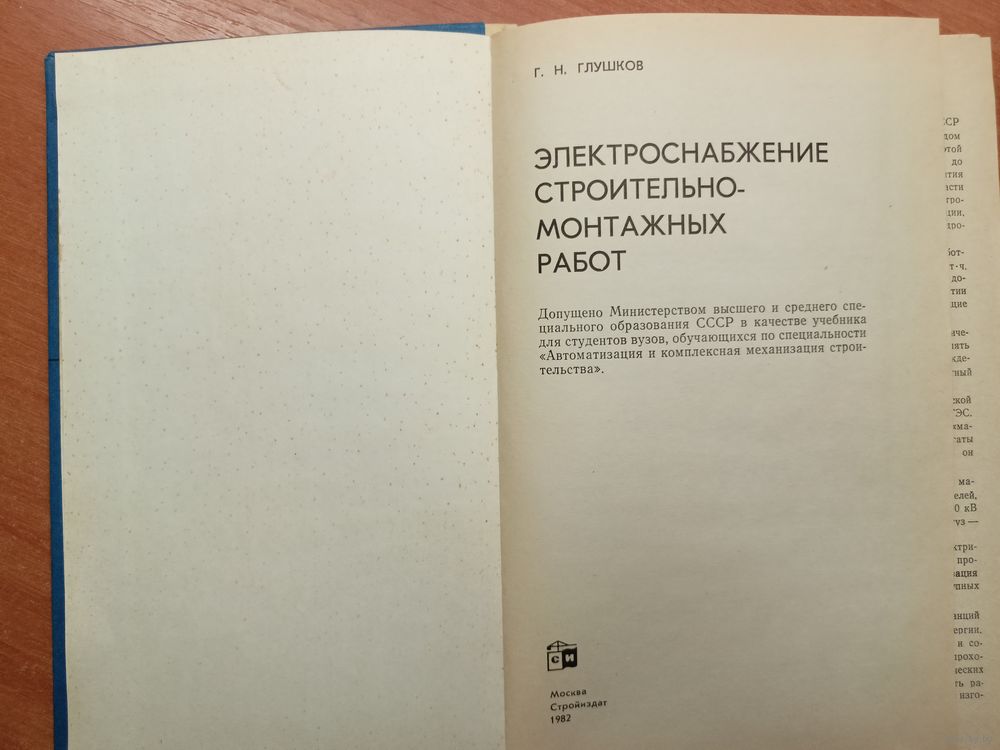 Г. Н. ГЛУШКОВ
ЭЛЕКТРОСНАБЖЕНИЕ
СТРОИТЕЛЬНО-
МОНТАЖНЫХ
РАБОТ
Допущено Министерством высшего и среднего спе-
циального образования СССР в качестве учебника
для студентов вузов, обучающихся по специальности
«Автоматизация и комплексная механизация строи-
тельства».
С И
Москва
Стройиздат
1982